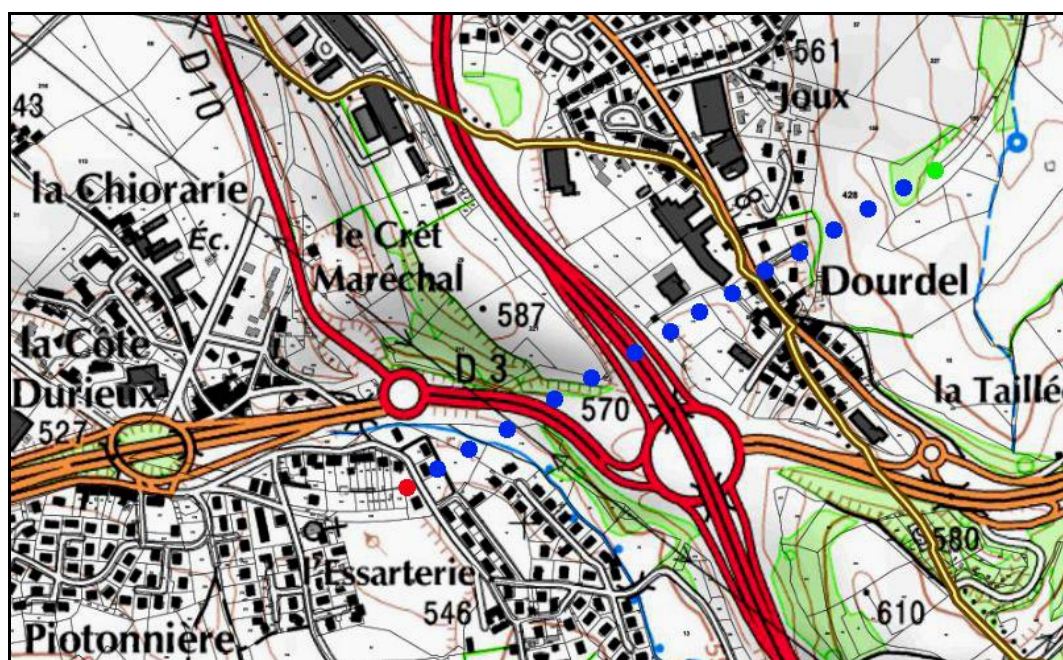 561
Joux
D 10
43
la Chiorarie
Éc.
le Crêt
Maréchal
428
Dourdel
587
la Côte
Durieux
D 3
570
la Taillé
527
580
l'Essarterie
546
610
Piotonnière